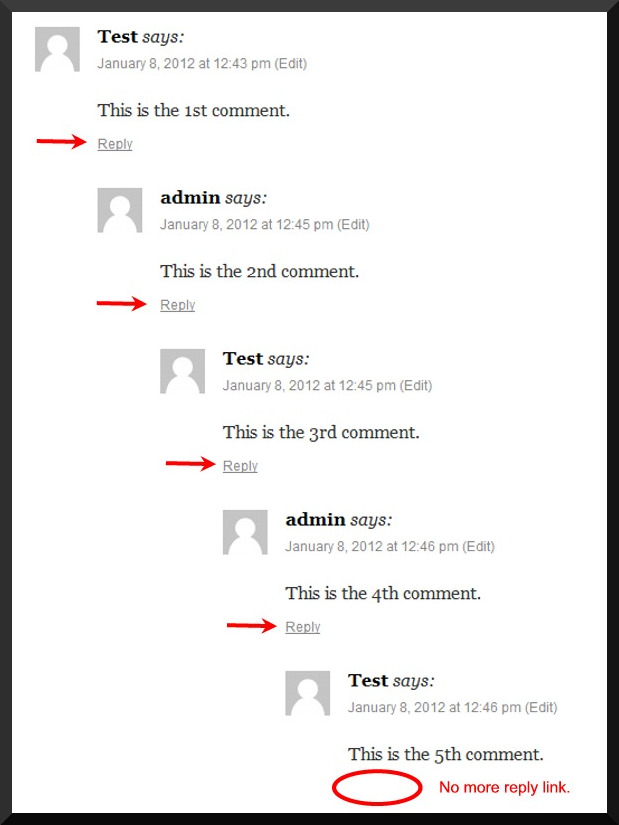 Test says:
January 8, 2012 at 12:43 pm (Edit)
This is the 1st comment.
Reply
admin says:
January 8, 2012 at 12:45 pm (Edit)
This is the 2nd comment.
Reply
Test says:
January 8, 2012 at 12:45 pm (Edit)
This is the 3rd comment.
Reply
admin says:
January 8, 2012 at 12:46 pm (Edit)
This is the 4th comment.
Reply
Test says:
January 8, 2012 at 12:46 pm (Edit)
This is the 5th comment.
No more reply link.